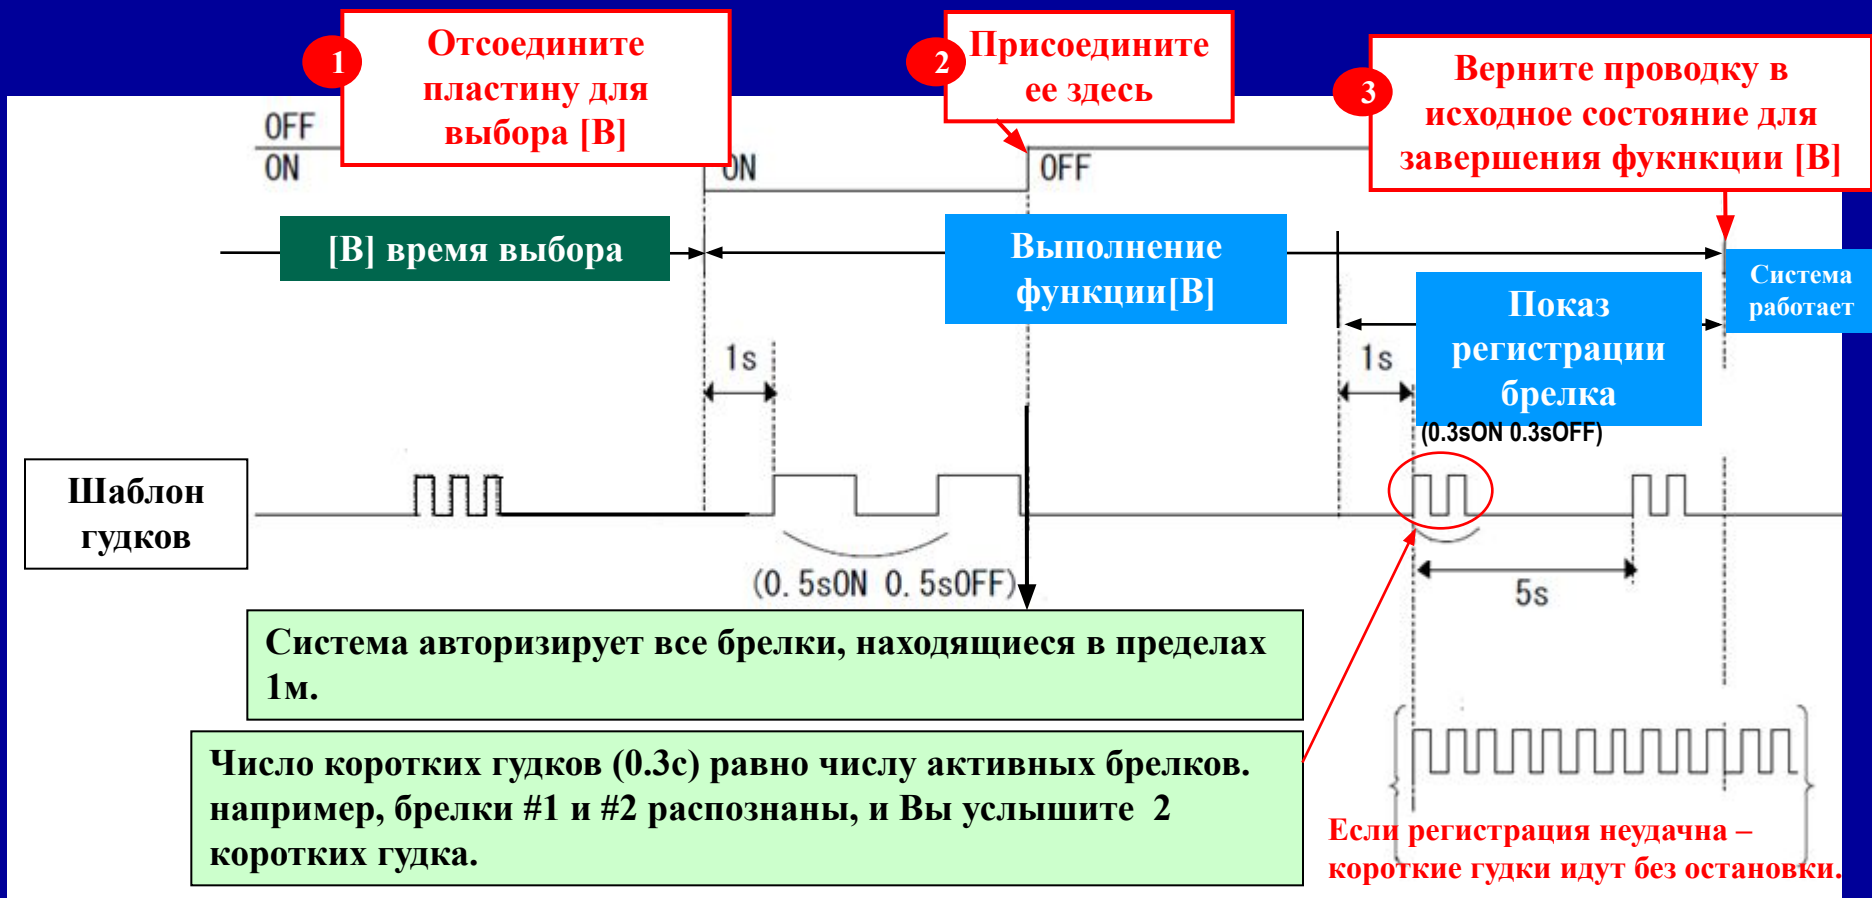 1
Отсоедините
пластину для
выбора [B]
2
Присоедините
ее здесь
3
Верните проводку в
исходное состояние для
завершения фукнкции [B]
OFF
ON
ON
OFF
[B] время выбора
Выполнение
функции[B]
Система
работает
Показ
регистрации
брелка
1s
1s
(0.3sON 0.3sOFF)
Шаблон
гудков
(0.5sON 0.5sOFF)
5s
Система авторизирует все брелки, находящиеся в пределах
1м.
Число коротких гудков (0.3с) равно числу активных брелков.
например, брелки #1 и #2 распознаны, и Вы услышите 2
коротких гудка.
Если регистрация неудачна –
короткие гудки идут без остановки.